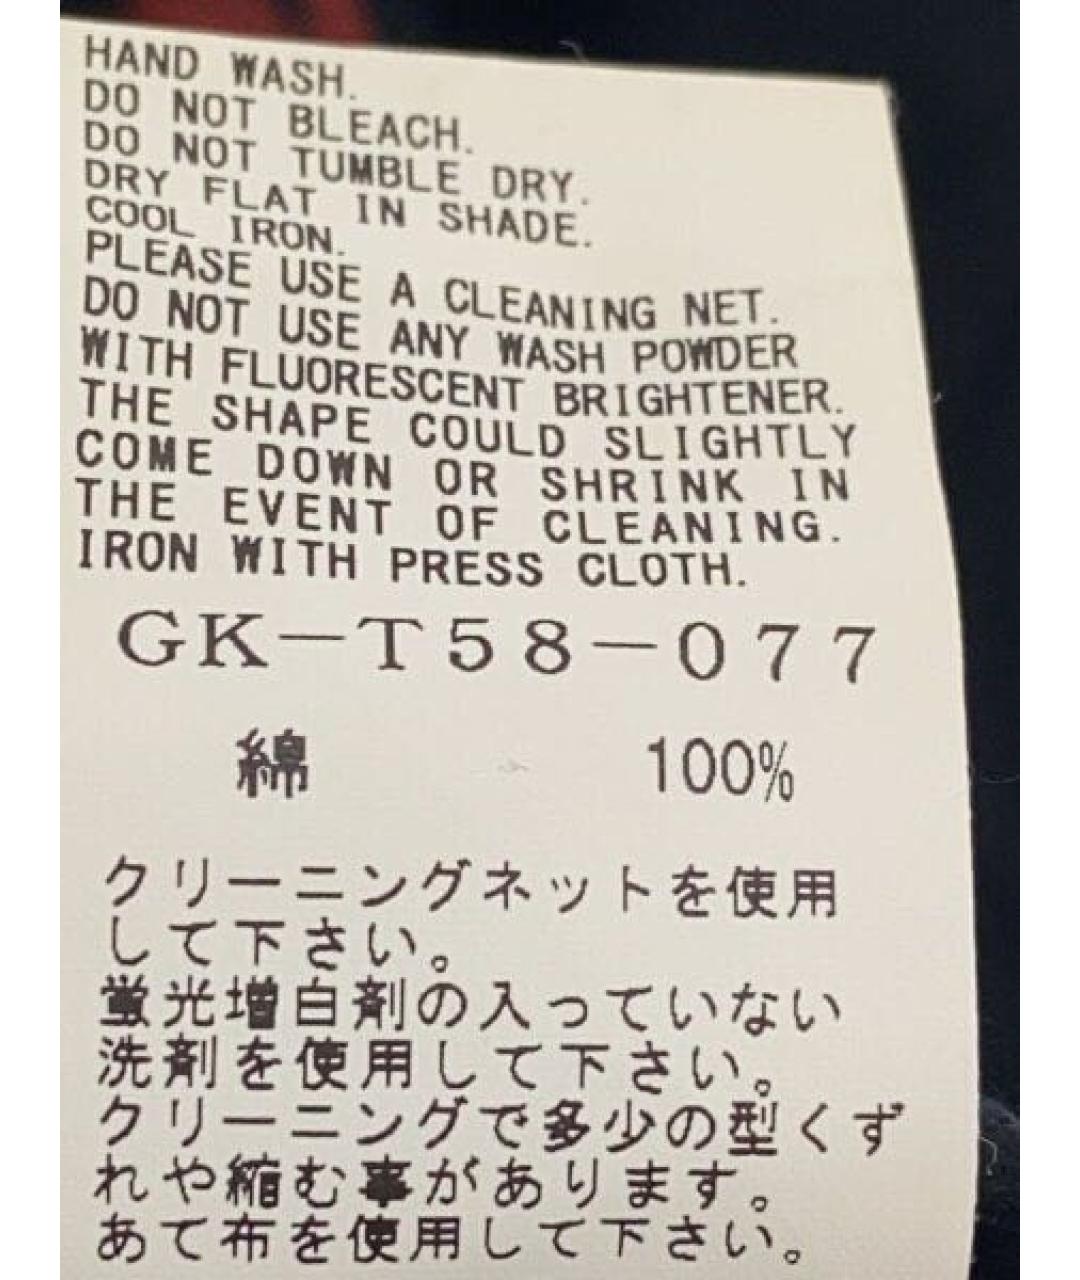 HAND WASH.
DO NOT BLEACH.
DO NOT TUMBLE DRY.
DRY FLAT IN SHADE.
COOL IRON.
PLEASE USE A CLEANING NET.
DO NOT USE ANY WASH POWDER
WITH FLUORESCENT BRIGHTENER.
THE SHAPE COULD SLIGHTLY
COME DOWN OR SHRINK IN
THE EVENT OF CLEANING.
IRON WITH PRESS CLOTH.
GK－T58－077
綿 100%
クリーニングネットを使用
して下さい。
蛍光増白剤の入っていない
洗剤を使用して下さい。
クリーニングで多少の型くず
れや縮む事があります。
あて布を使用して下さい。